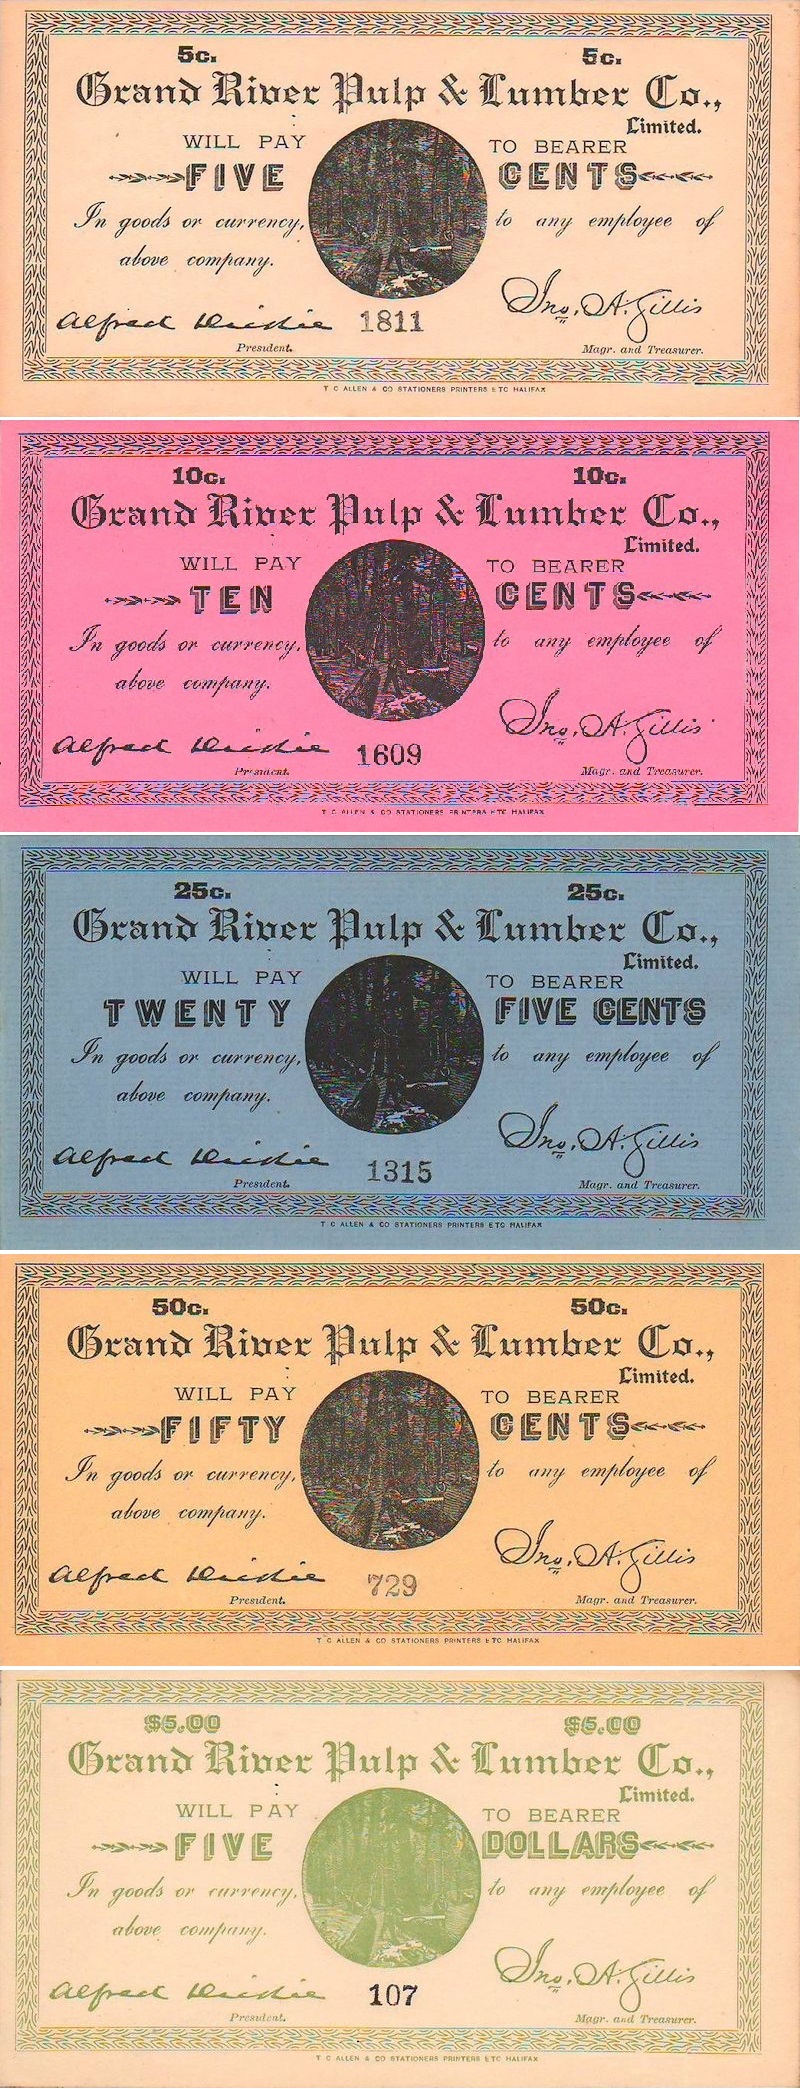 5c. 5c.
Grand River Pulp & Lumber Co.,
Limited.
WILL PAY TO BEARER
FIVE CENTS
In goods or currency, to any employee of
above company.
Alfred Dickie 1811 Jno. A. Gillis
President. Magr. and Treasurer.
T C ALLEN & CO STATIONERS PRINTERS ETC HALIFAX
10c. 10c.
Grand River Pulp & Lumber Co.,
Limited.
WILL PAY TO BEARER
TEN CENTS
In goods or currency, to any employee of
above company.
Alfred Dickie 1609 Jno. A. Gillis
President. Magr. and Treasurer.
T C ALLEN & CO STATIONERS PRINTERS ETC HALIFAX
25c. 25c.
Grand River Pulp & Lumber Co.,
Limited.
WILL PAY TO BEARER
TWENTY FIVE CENTS
In goods or currency, to any employee of
above company.
Alfred Dickie 1315 Jno. A. Gillis
President. Magr. and Treasurer.
T C ALLEN & CO STATIONERS PRINTERS ETC HALIFAX
50c. 50c.
Grand River Pulp & Lumber Co.,
Limited.
WILL PAY TO BEARER
FIFTY CENTS
In goods or currency, to any employee of
above company.
Alfred Dickie 729 Jno. A. Gillis
President. Magr. and Treasurer.
T C ALLEN & CO STATIONERS PRINTERS ETC HALIFAX
$5.00 $5.00
Grand River Pulp & Lumber Co.,
Limited.
WILL PAY TO BEARER
FIVE DOLLARS
In goods or currency, to any employee of
above company.
Alfred Dickie 107 Jno. A. Gillis
President. Magr. and Treasurer.
T C ALLEN & CO STATIONERS PRINTERS ETC HALIFAX